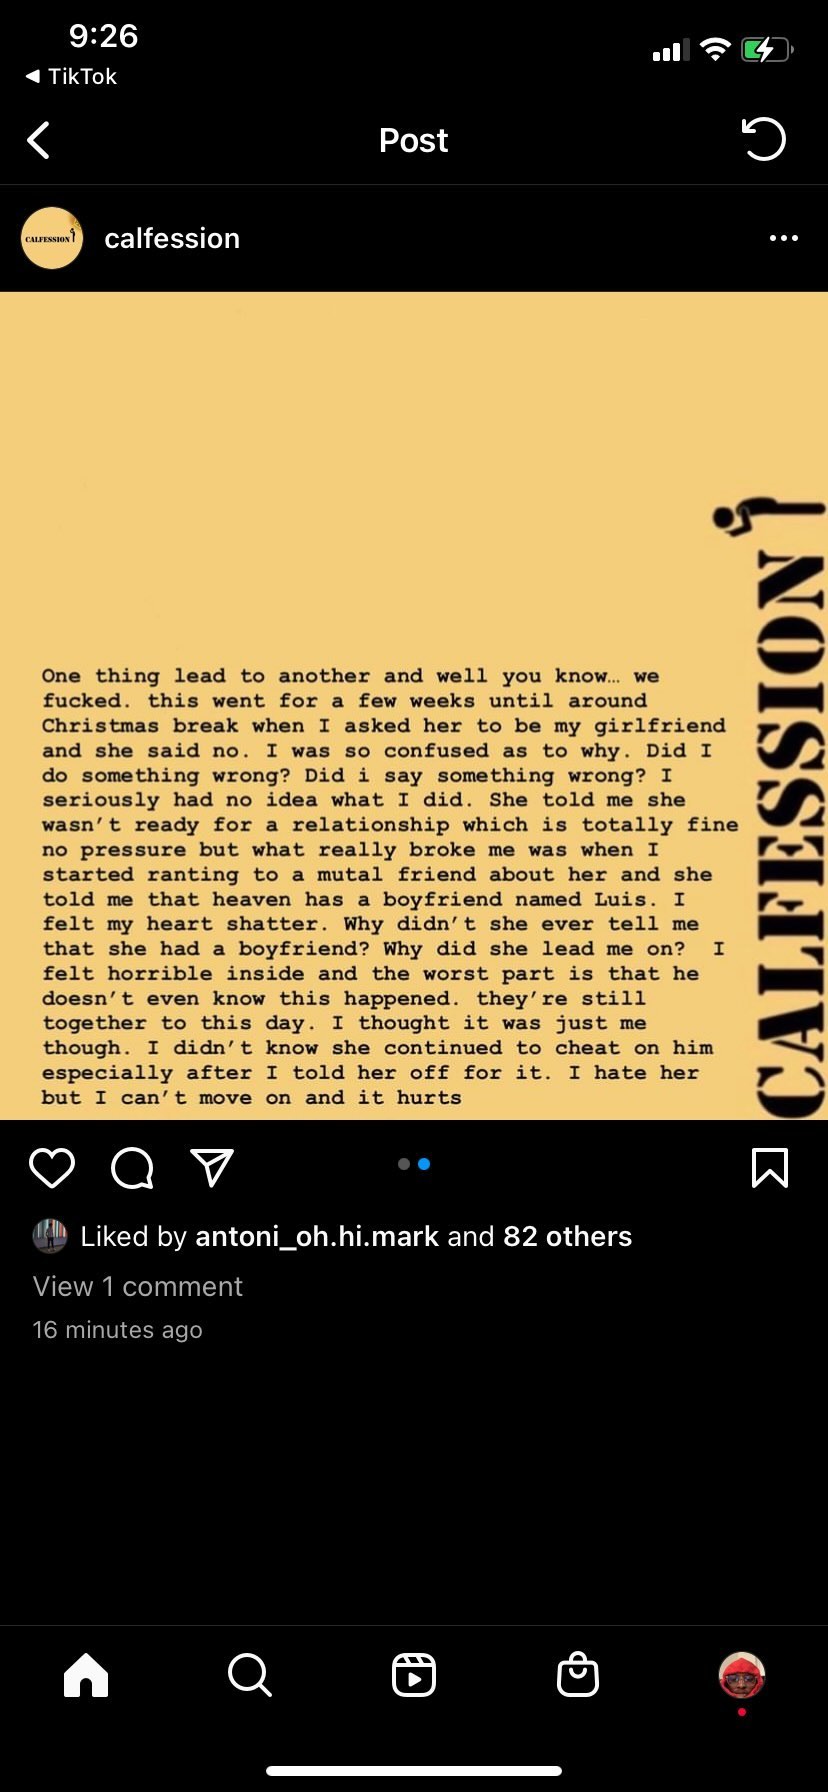 9:26
◀ TikTok
Post
CALFESSION
calfession
One thing lead to another and well you know… we
fucked. this went for a few weeks until around
Christmas break when I asked her to be my girlfriend
and she said no. I was so confused as to why. Did I
do something wrong? Did i say something wrong? I
seriously had no idea what I did. She told me she
wasn’t ready for a relationship which is totally fine
no pressure but what really broke me was when I
started ranting to a mutal friend about her and she
told me that heaven has a boyfriend named Luis. I
felt my heart shatter. Why didn’t she ever tell me
that she had a boyfriend? Why did she lead me on?  I
felt horrible inside and the worst part is that he
doesn’t even know this happened. they’re still
together to this day. I thought it was just me
though. I didn’t know she continued to cheat on him
especially after I told her off for it. I hate her
but I can’t move on and it hurts
CALFESSION
Liked by antoni_oh.hi.mark and 82 others
View 1 comment
16 minutes ago